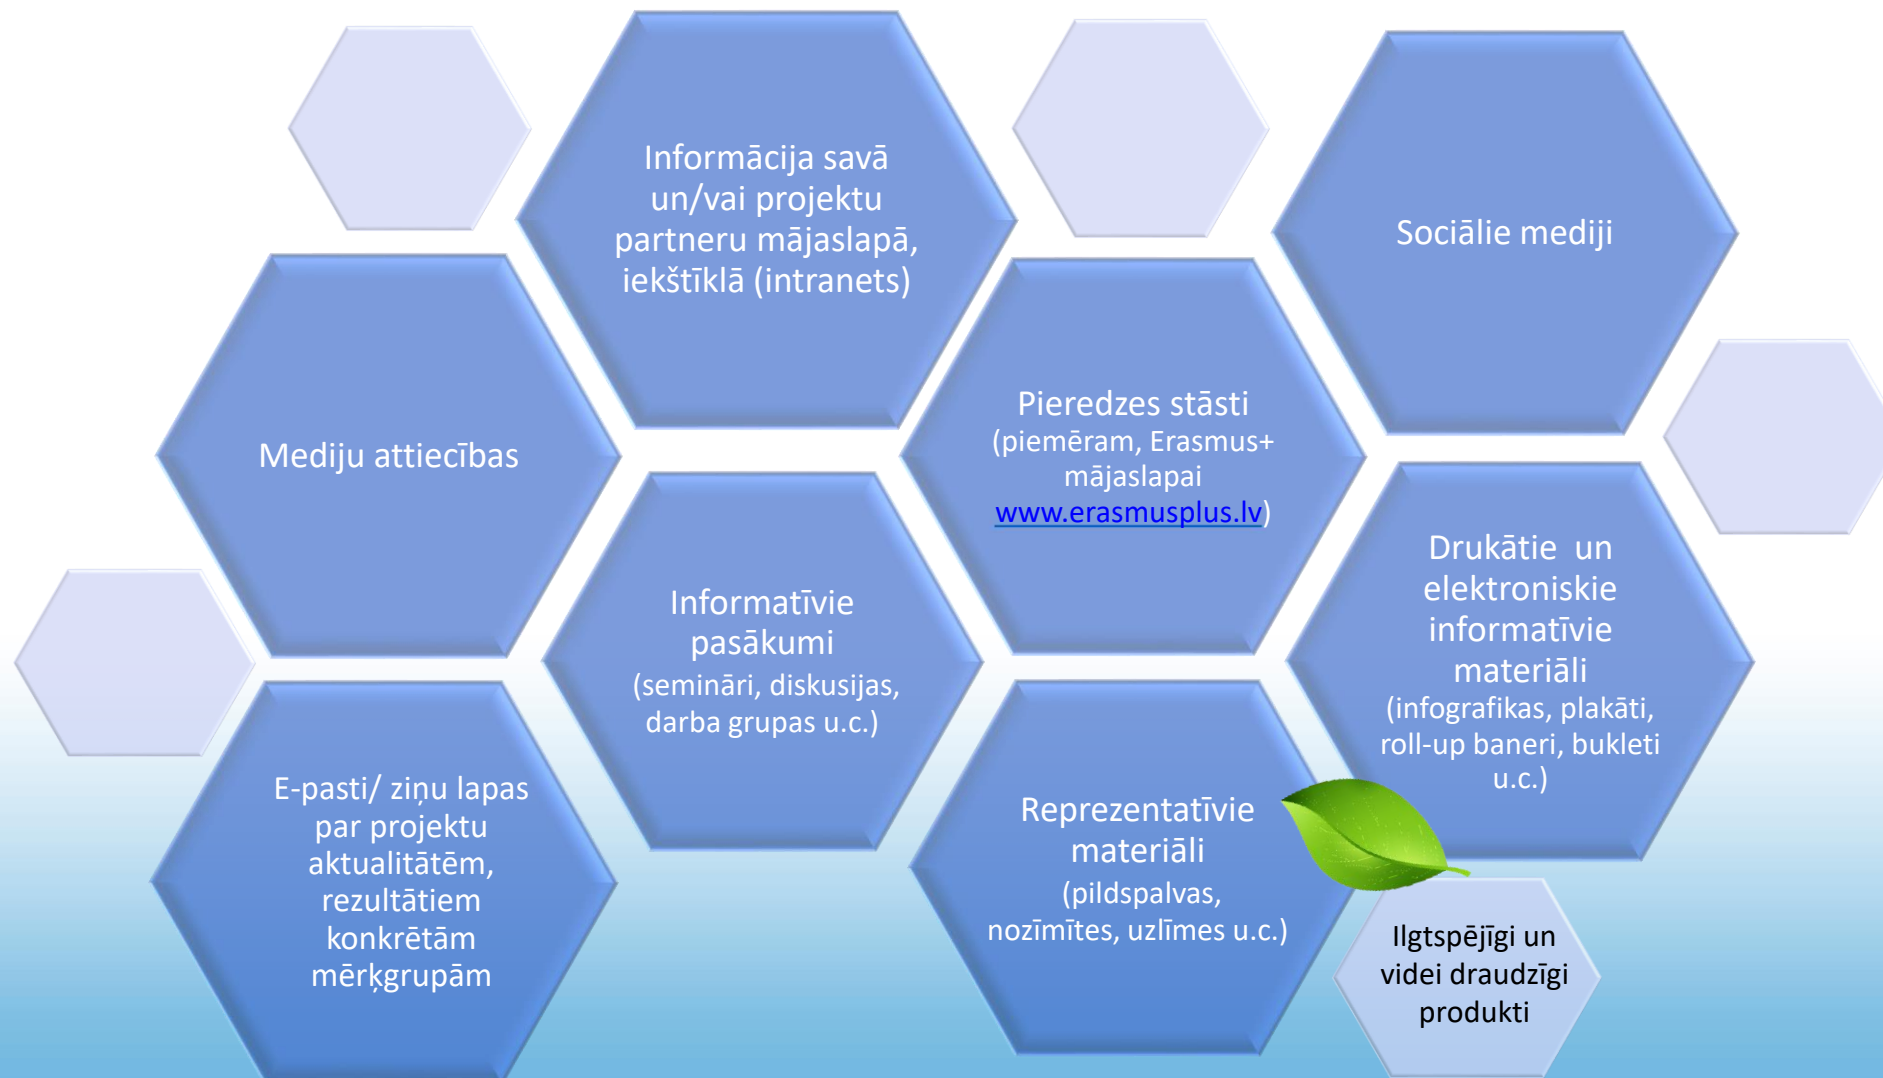 Informācija savā
un/vai projektu
partneru mājaslapā,
iekštīklā (intranets)
Sociālie mediji
Mediju attiecības
Pieredzes stāsti
(piemēram, Erasmus+
mājaslapai
www.erasmusplus.lv)
Informatīvie
pasākumi
(semināri, diskusijas,
darba grupas u.c.)
Drukātie un
elektroniskie
informatīvie
materiāli
(infografikas, plakāti,
roll-up baneri, bukleti
u.c.)
E-pasti/ ziņu lapas
par projektu
aktualitātēm,
rezultātiem
konkrētām
mērķgrupām
Reprezentatīvie
materiāli
(pildspalvas,
nozīmītes, uzlīmes u.c.)
Ilgtspējīgi un
videi draudzīgi
produkti